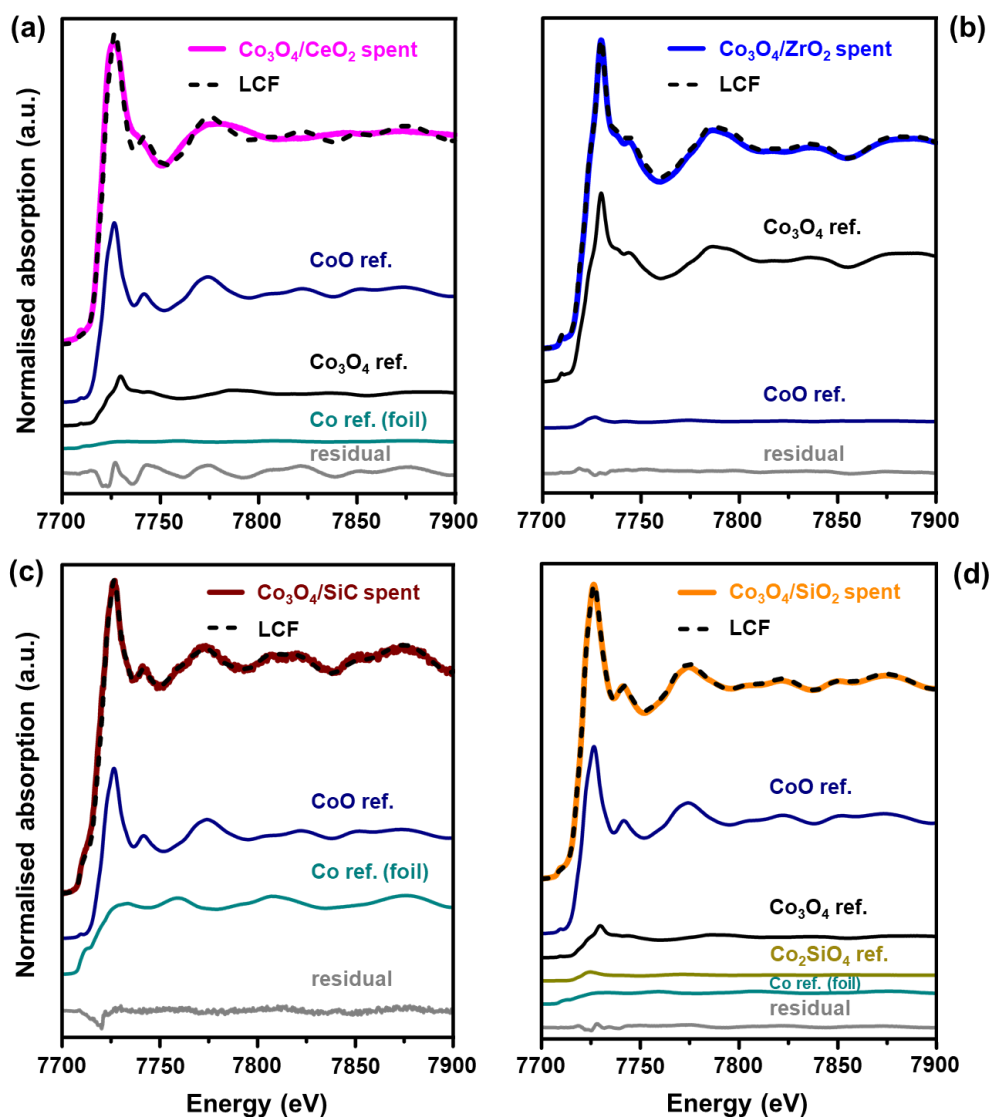 (a)
Co₃O₄/CeO₂ spent
LCF
CoO ref.
Co₃O₄ ref.
Co ref. (foil)
residual
Normalised absorption (a.u.)
7700 7750 7800 7850 7900
(b)
Co₃O₄/ZrO₂ spent
LCF
Co₃O₄ ref.
CoO ref.
residual
7700 7750 7800 7850 7900
(c)
Co₃O₄/SiC spent
LCF
CoO ref.
Co ref. (foil)
residual
Normalised absorption (a.u.)
7700 7750 7800 7850 7900
Energy (eV)
(d)
Co₃O₄/SiO₂ spent
LCF
CoO ref.
Co₃O₄ ref.
Co₂SiO₄ ref.
Co ref. (foil)
residual
7700 7750 7800 7850 7900
Energy (eV)